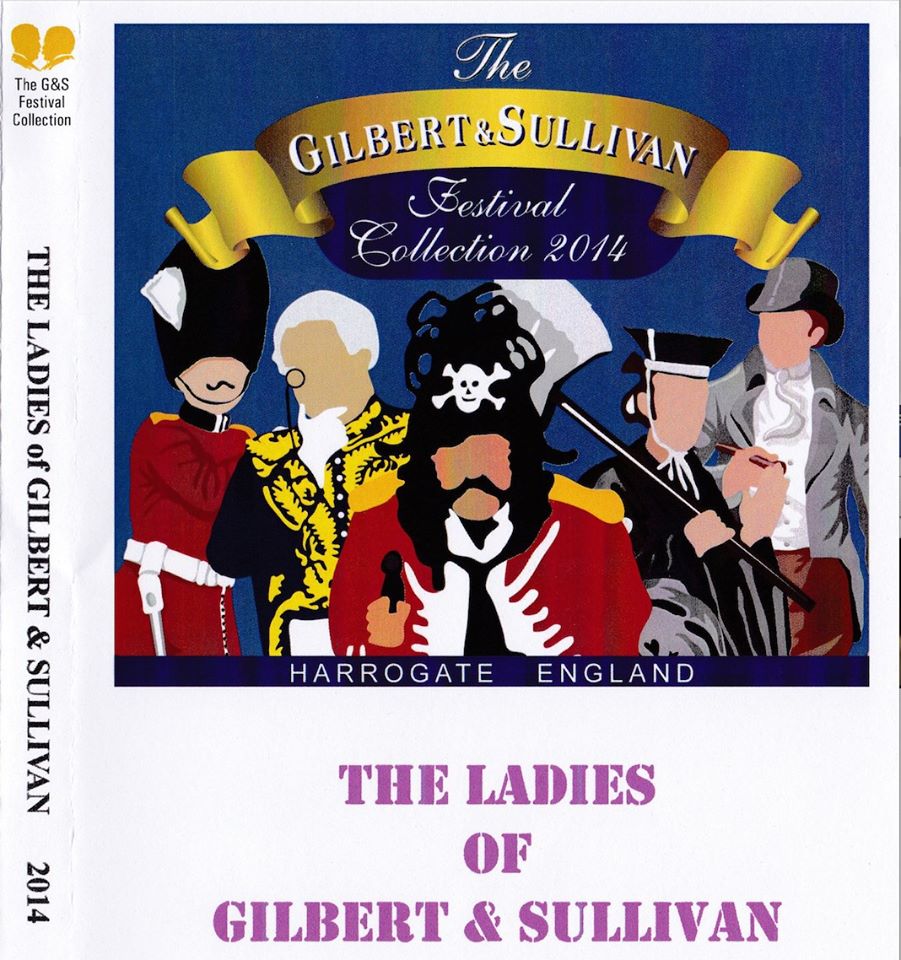 The G&S
Festival
Collection
THE LADIES of GILBERT & SULLIVAN 2014
The
GILBERT & SULLIVAN
Festival
Collection 2014
HARROGATE ENGLAND
THE LADIES
OF
GILBERT & SULLIVAN